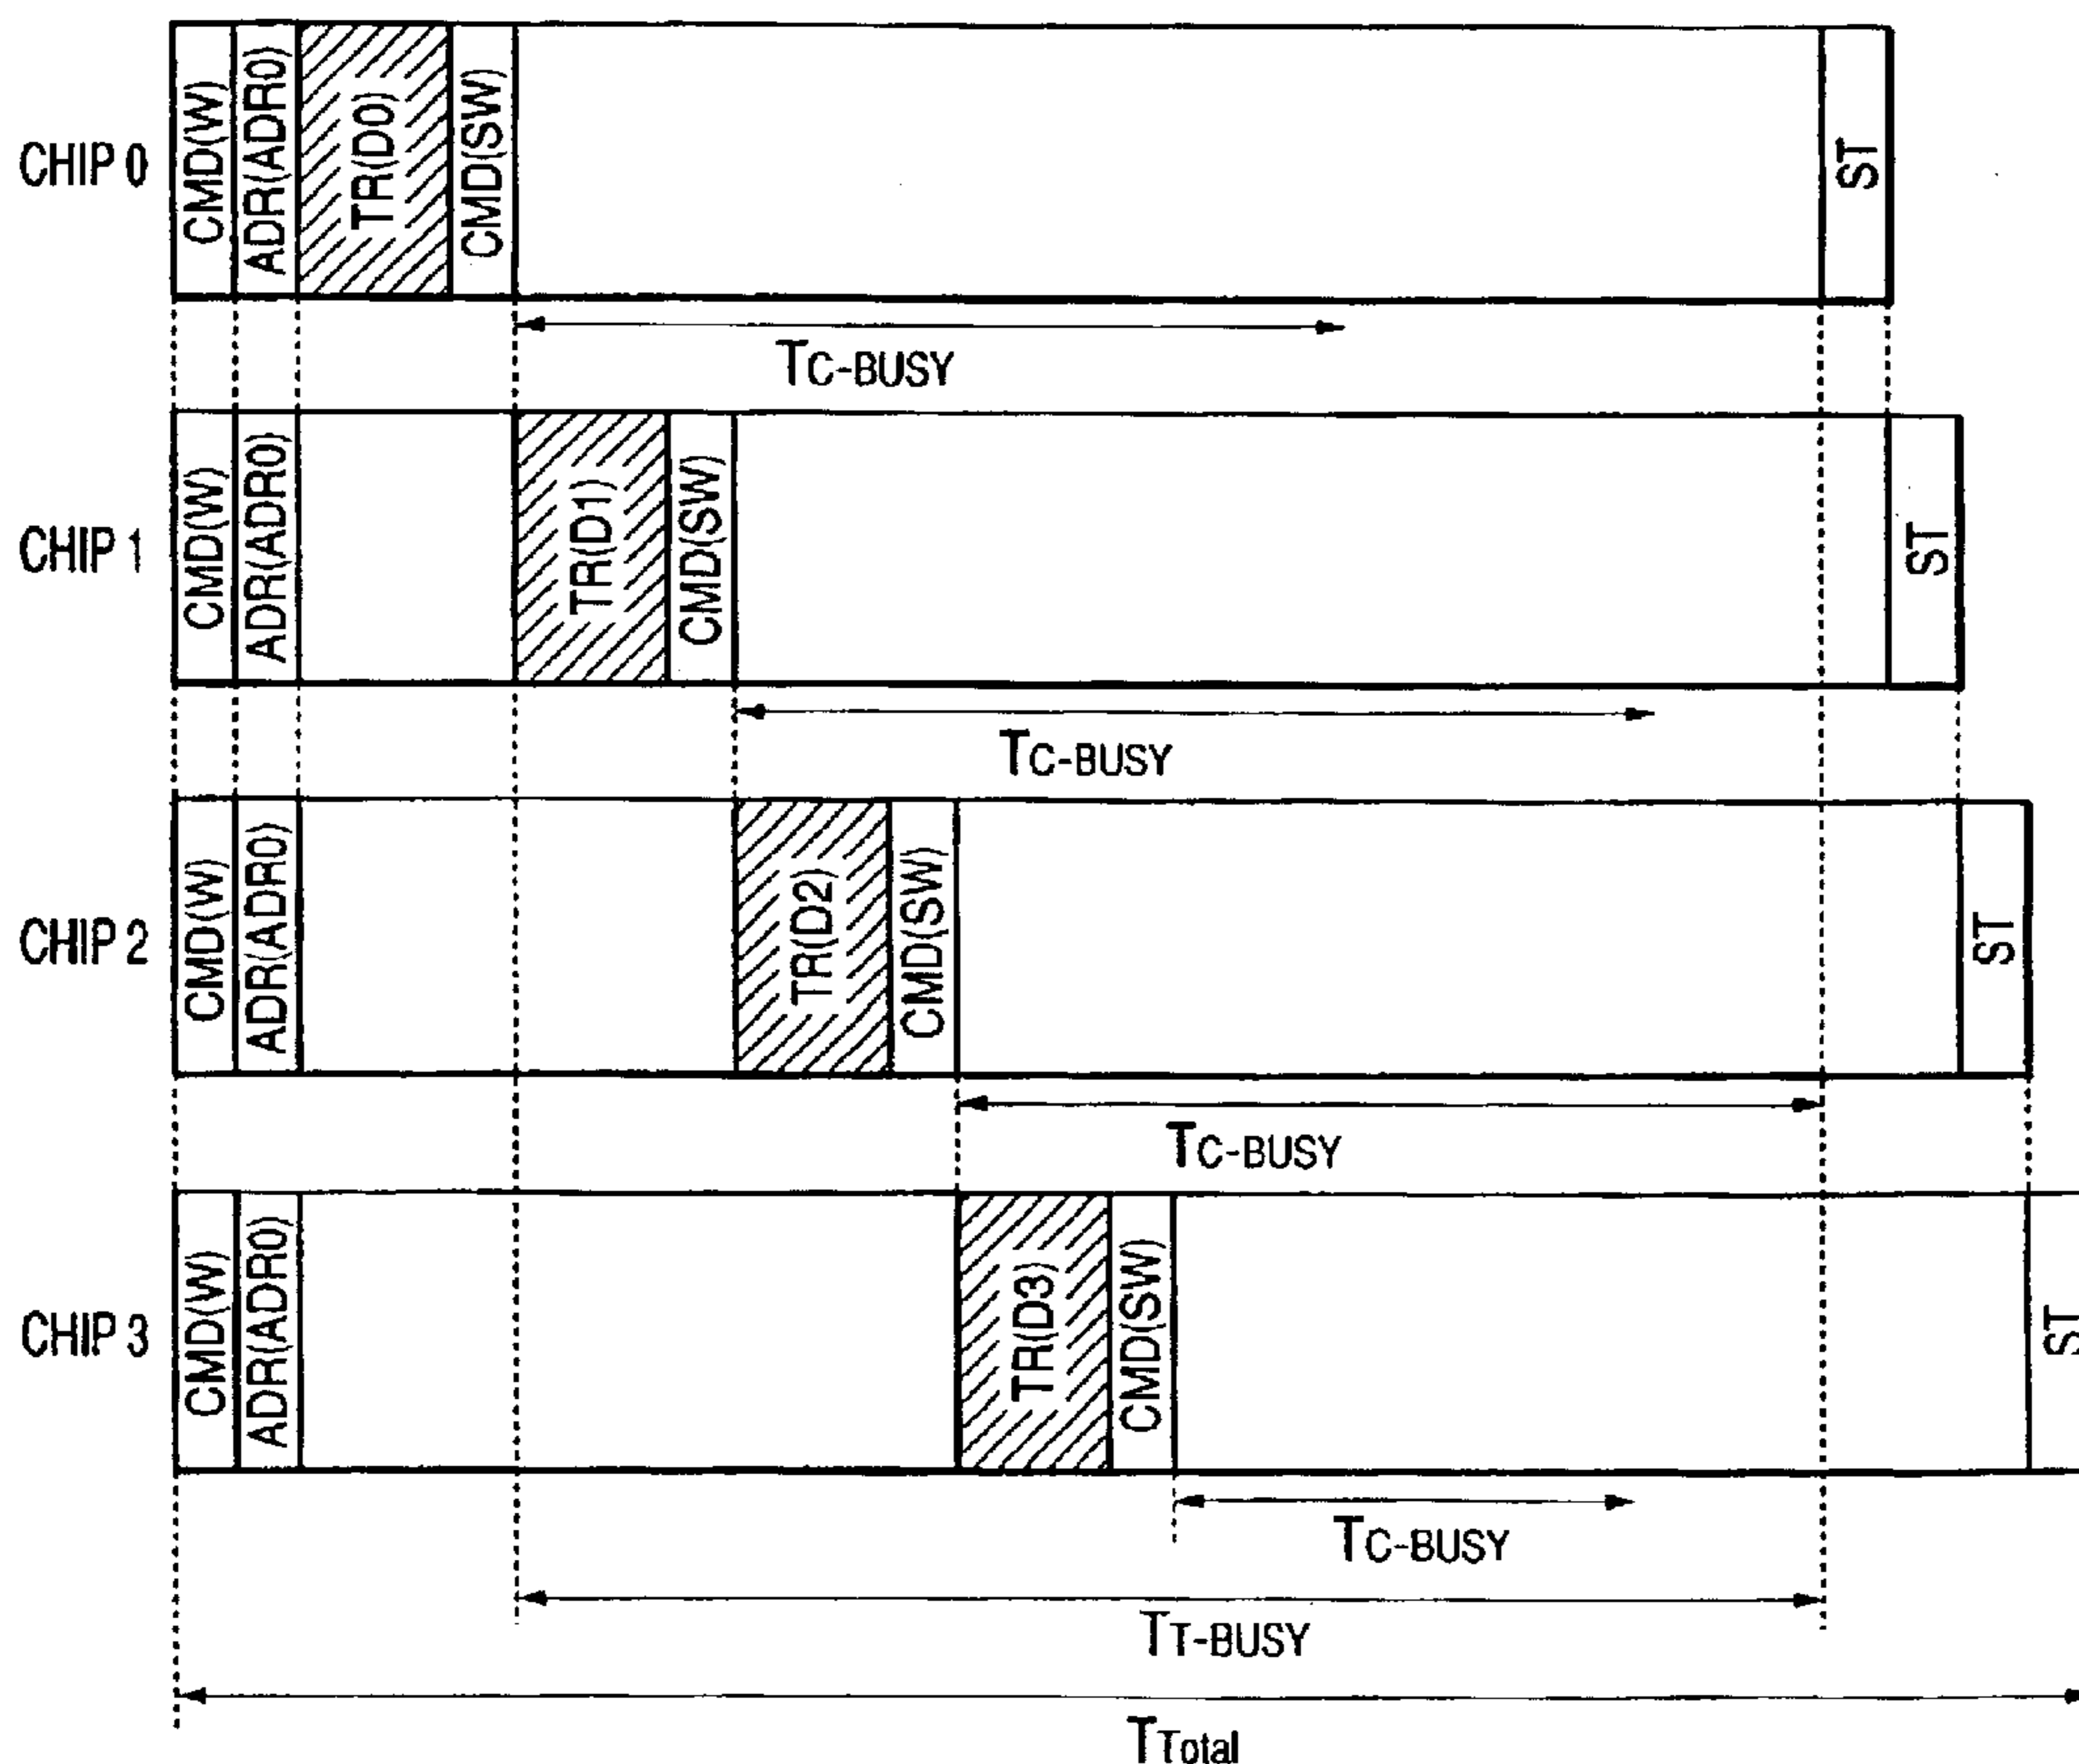 CHIP 0
CMD(W)
ADR(ADR0)
TR(D0)
CMD(SW)
ST
TC-BUSY
CHIP 1
CMD(W)
ADR(ADR0)
TR(D1)
CMD(SW)
ST
TC-BUSY
CHIP 2
CMD(W)
ADR(ADR0)
TR(D2)
CMD(SW)
ST
TC-BUSY
CHIP 3
CMD(W)
ADR(ADR0)
TR(D3)
CMD(SW)
ST
TC-BUSY
TT-BUSY
TTotal